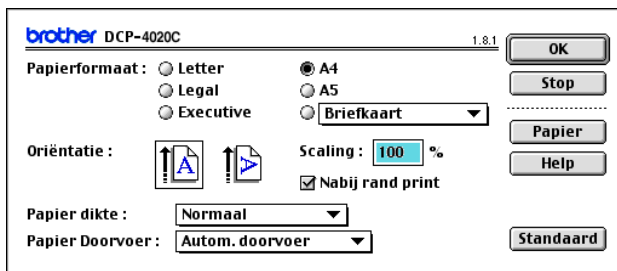 brother DCP-4020C
1.8.1
OK
Papierformaat : Letter A4
Stop
Legal A5
Executive Briefkaart
Papier
Oriëntatie : A A Scaling : 100 %
Help
Nabij rand print
Papier dikte : Normaal
Papier Doorvoer : Autom. doorvoer
Standaard